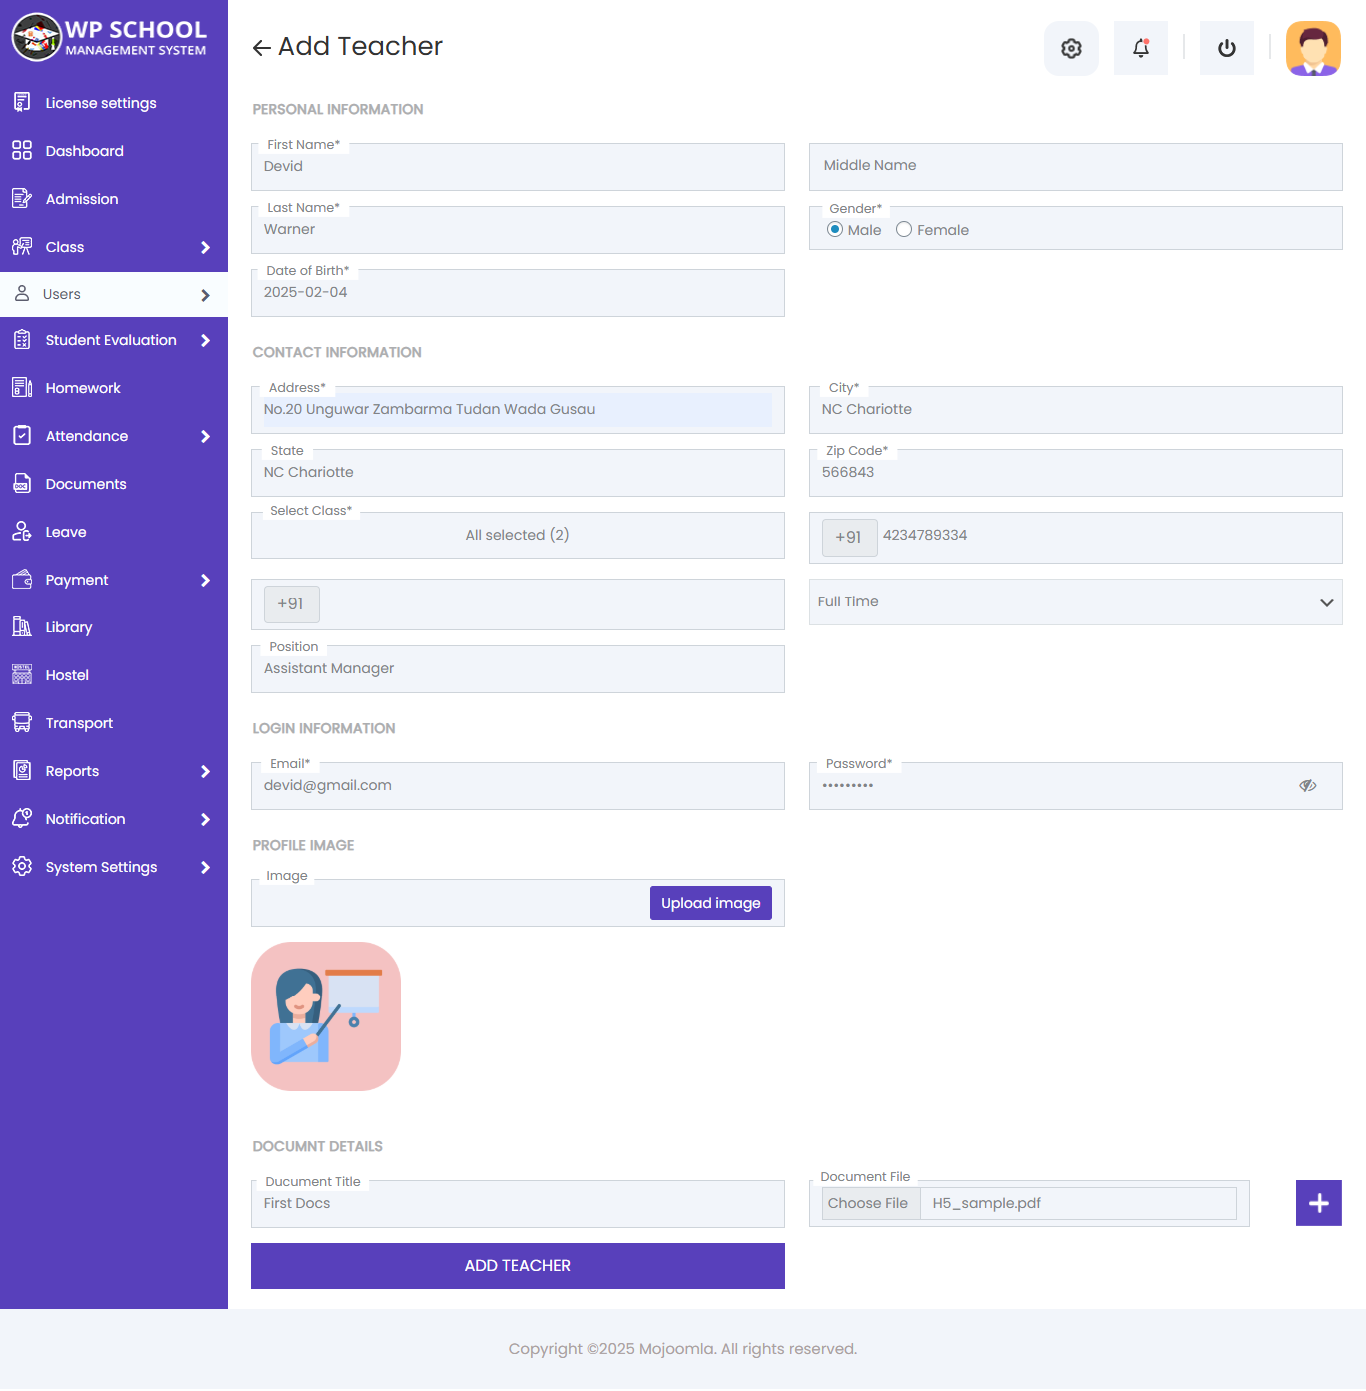 WP SCHOOL
MANAGEMENT SYSTEM
License settings
Dashboard
Admission
Class
Users
Student Evaluation
Homework
Attendance
Documents
Leave
Payment
Library
Hostel
Transport
Reports
Notification
System Settings
Add Teacher
PERSONAL INFORMATION
First Name*
Devid
Middle Name
Last Name*
Warner
Gender*
Male Female
Date of Birth*
2025-02-04
CONTACT INFORMATION
Address*
No.20 Unguwar Zambarma Tudan Wada Gusau
City*
NC Chariotte
State
NC Chariotte
Zip Code*
566843
Select Class*
All selected (2)
+91 4234789334
+91
Full Time
Position
Assistant Manager
LOGIN INFORMATION
Email*
devid@gmail.com
Password*
•••••••••
PROFILE IMAGE
Image
Upload image
DOCUMNT DETAILS
Ducument Title
First Docs
Document File
Choose File H5_sample.pdf
ADD TEACHER
Copyright ©2025 Mojoomla. All rights reserved.